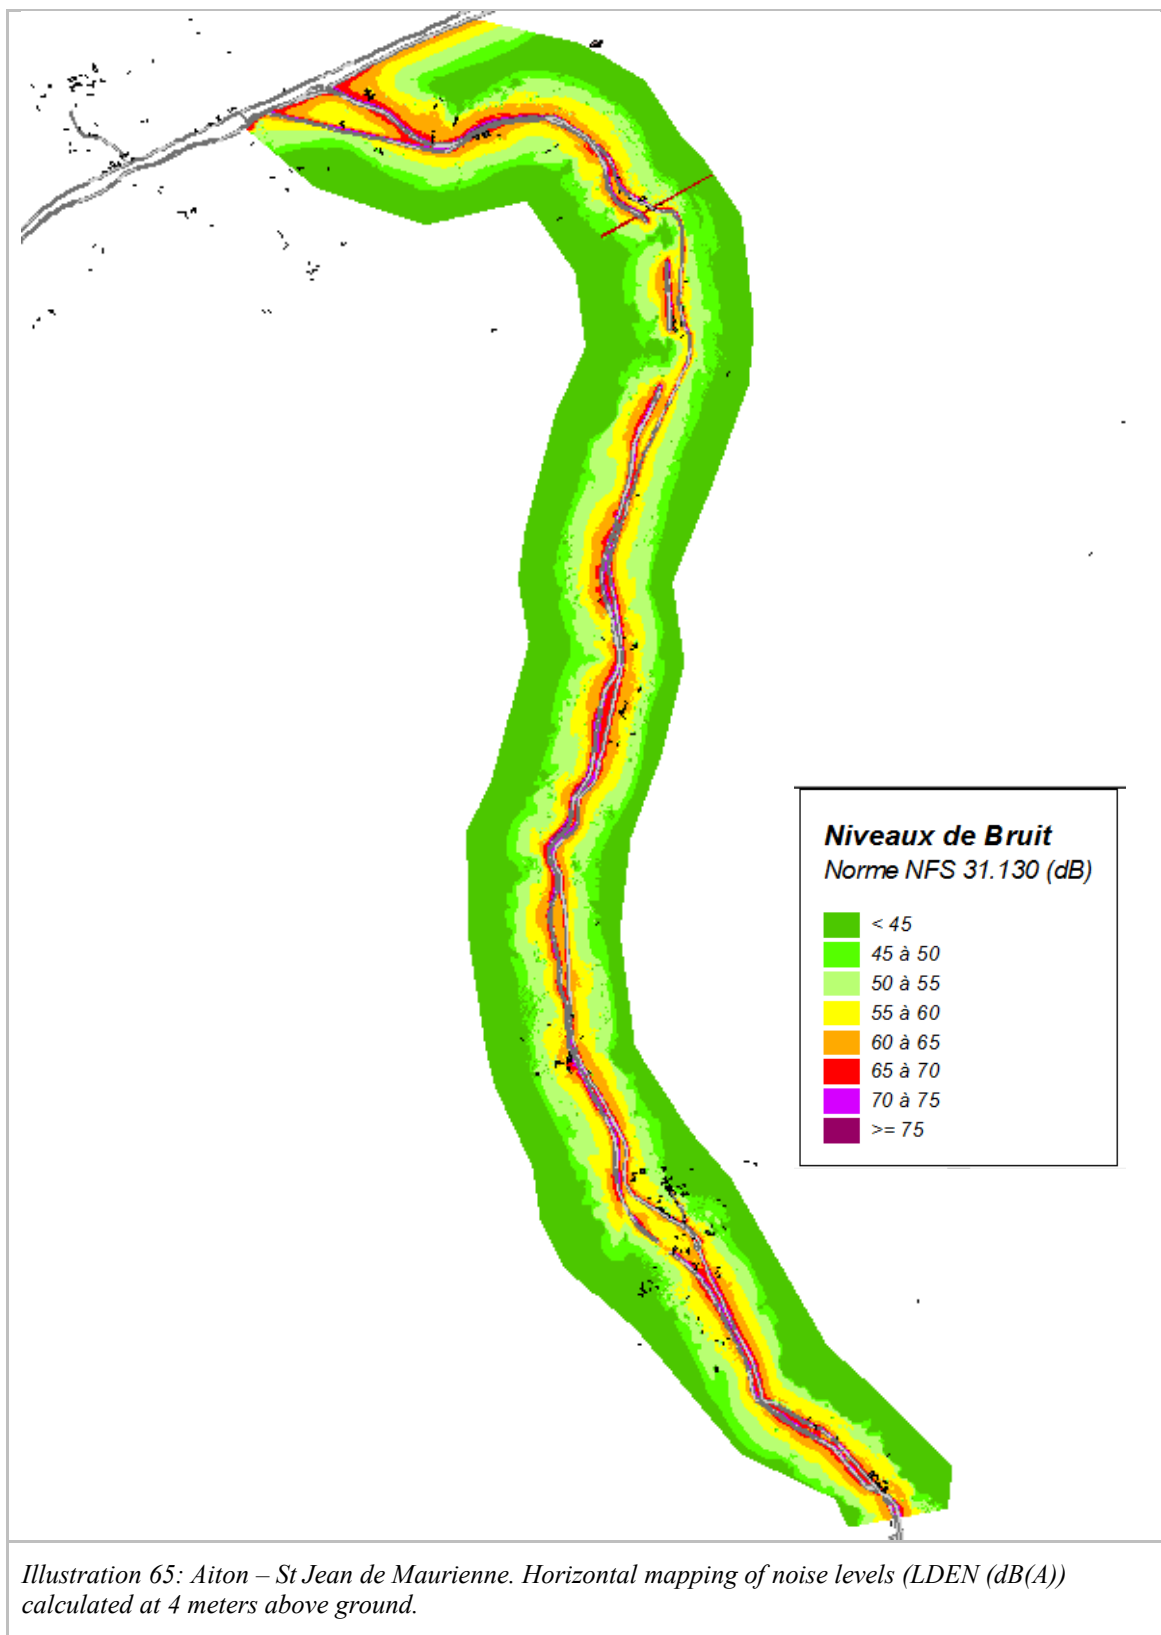 Niveaux de Bruit
Norme NFS 31.130 (dB)
< 45
45 à 50
50 à 55
55 à 60
60 à 65
65 à 70
70 à 75
>= 75
Illustration 65: Aiton – St Jean de Maurienne. Horizontal mapping of noise levels (LDEN (dB(A))
calculated at 4 meters above ground.